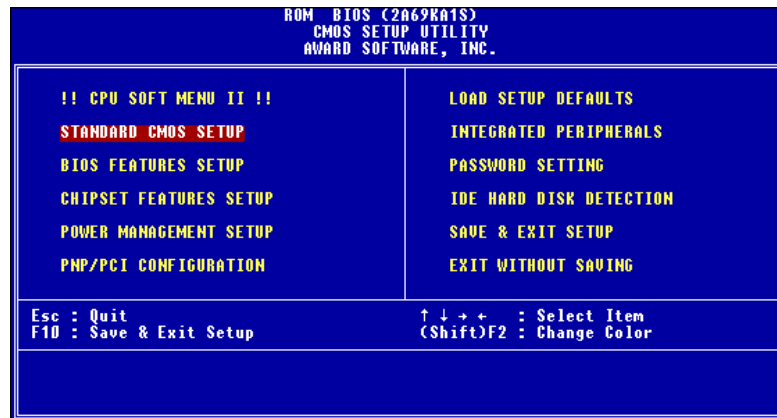 ROM BIOS (2A69KA1S)
CMOS SETUP UTILITY
AWARD SOFTWARE, INC.
!! CPU SOFT MENU II !!
STANDARD CMOS SETUP
BIOS FEATURES SETUP
CHIPSET FEATURES SETUP
POWER MANAGEMENT SETUP
PNP/PCI CONFIGURATION
LOAD SETUP DEFAULTS
INTEGRATED PERIPHERALS
PASSWORD SETTING
IDE HARD DISK DETECTION
SAVE & EXIT SETUP
EXIT WITHOUT SAVING
Esc : Quit
F10 : Save & Exit Setup
↑ ↓ → ← : Select Item
(Shift)F2 : Change Color